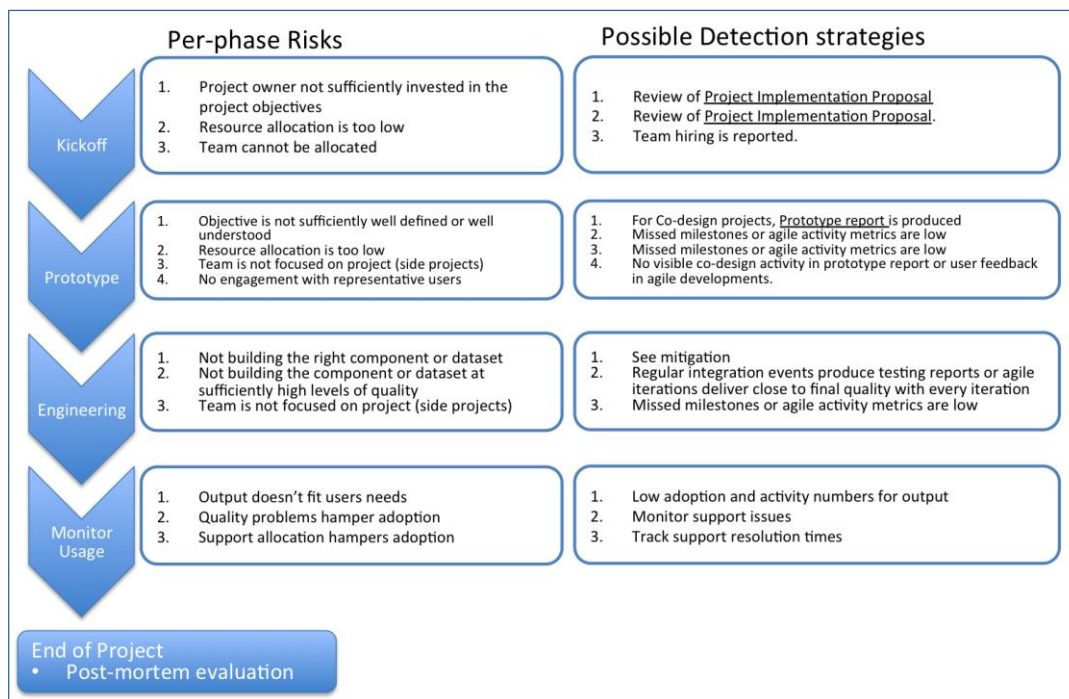 Per-phase Risks
Possible Detection strategies
Kickoff
1. Project owner not sufficiently invested in the
project objectives
2. Resource allocation is too low
3. Team cannot be allocated
1. Review of Project Implementation Proposal
2. Review of Project Implementation Proposal.
3. Team hiring is reported.
Prototype
1. Objective is not sufficiently well defined or well
understood
2. Resource allocation is too low
3. Team is not focused on project (side projects)
4. No engagement with representative users
1. For Co-design projects, Prototype report is produced
2. Missed milestones or agile activity metrics are low
3. Missed milestones or agile activity metrics are low
4. No visible co-design activity in prototype report or user feedback
in agile developments.
Engineering
1. Not building the right component or dataset
2. Not building the component or dataset at
sufficiently high levels of quality
3. Team is not focused on project (side projects)
1. See mitigation
2. Regular integration events produce testing reports or agile
iterations deliver close to final quality with every iteration
3. Missed milestones or agile activity metrics are low
Monitor
Usage
1. Output doesn't fit users needs
2. Quality problems hamper adoption
3. Support allocation hampers adoption
1. Low adoption and activity numbers for output
2. Monitor support issues
3. Track support resolution times
End of Project
• Post-mortem evaluation